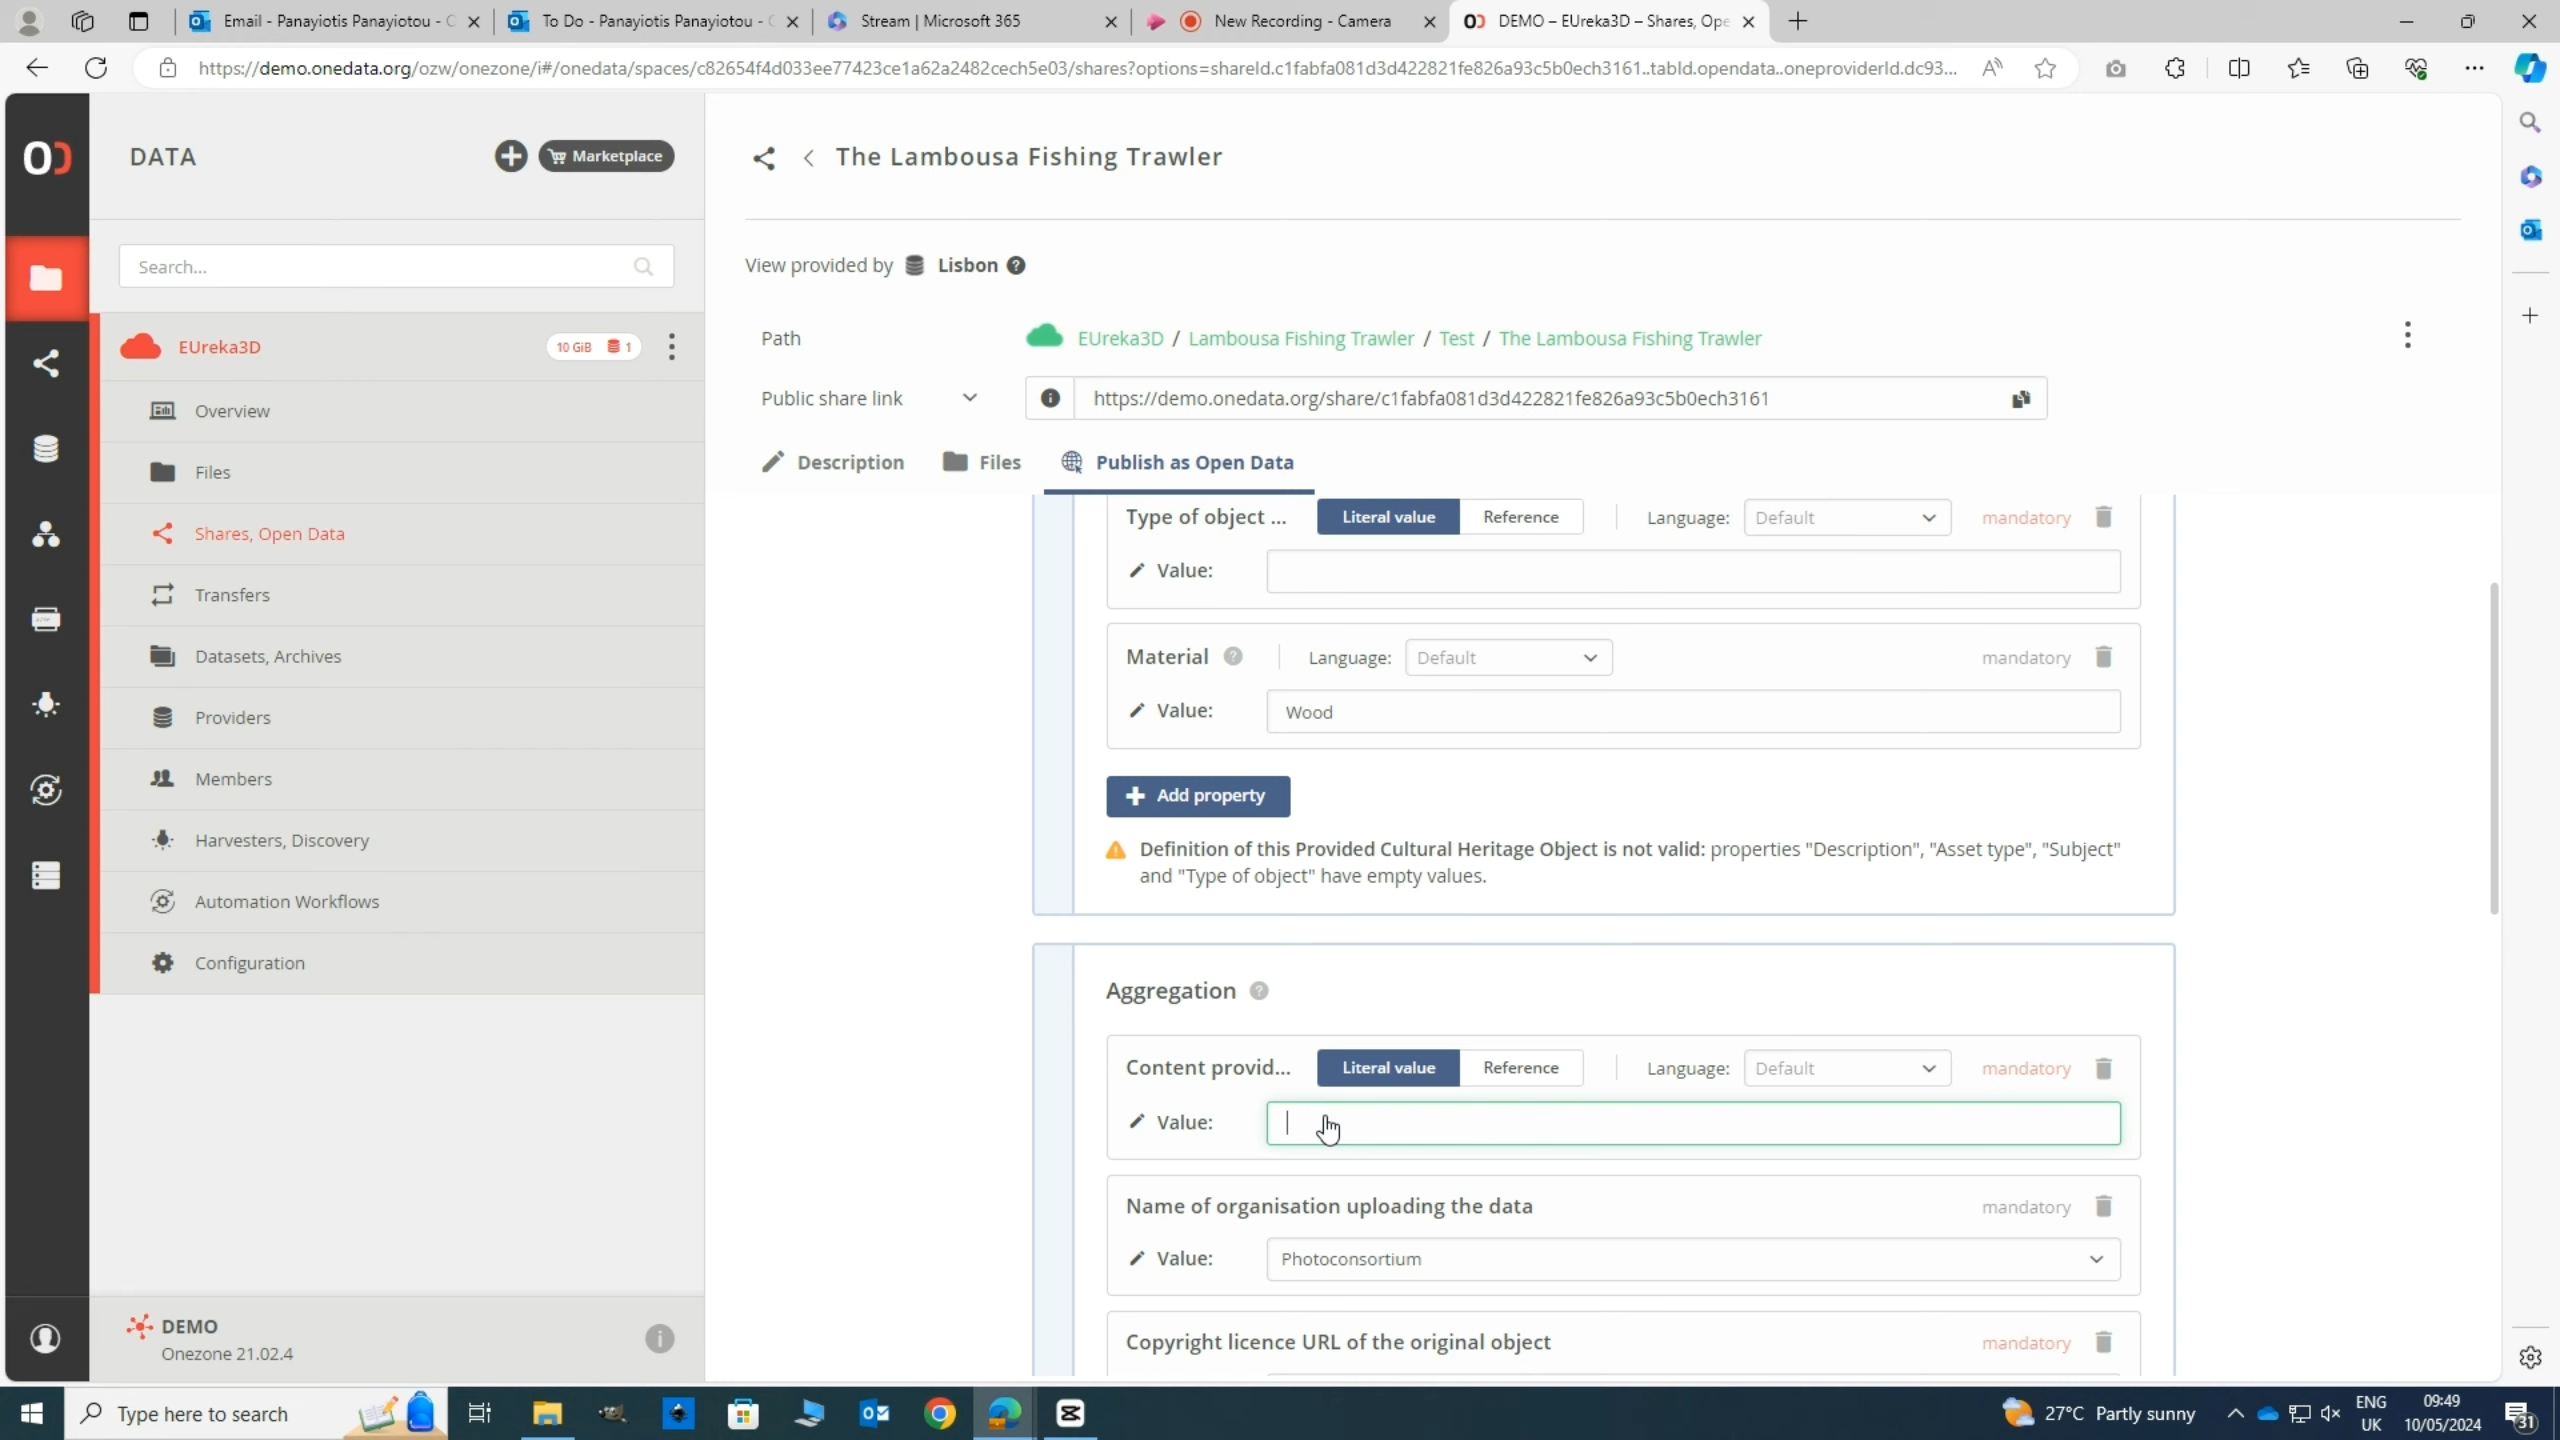 Email - Panayiotis Panayiotou - C
To Do - Panayiotis Panayiotou - C
Stream | Microsoft 365
New Recording - Camera
DEMO – EUreka3D – Shares, Ope
https://demo.onedata.org/ozw/onezone/i#/onedata/spaces/c82654f4d033ee77423ce1a62a2482cech5e03/shares?options=shareId.c1fabfa081d3d422821fe826a93c5b0ech3161..tabId.opendata..oneproviderId.dc93...
DATA
Marketplace
Search...
EUreka3D
10 GiB 1
Overview
Files
Shares, Open Data
Transfers
Datasets, Archives
Providers
Members
Harvesters, Discovery
Automation Workflows
Configuration
DEMO
Onezone 21.02.4
The Lambousa Fishing Trawler
View provided by Lisbon
Path EUreka3D / Lambousa Fishing Trawler / Test / The Lambousa Fishing Trawler
Public share link https://demo.onedata.org/share/c1fabfa081d3d422821fe826a93c5b0ech3161
Description Files Publish as Open Data
Type of object ... Literal value Reference Language: Default mandatory
Value:
Material Language: Default mandatory
Value: Wood
Add property
Definition of this Provided Cultural Heritage Object is not valid: properties "Description", "Asset type", "Subject"
and "Type of object" have empty values.
Aggregation
Content provid... Literal value Reference Language: Default mandatory
Value:
Name of organisation uploading the data mandatory
Value: Photoconsortium
Copyright licence URL of the original object mandatory
Type here to search
27°C Partly sunny
ENG
UK
09:49
10/05/2024
31